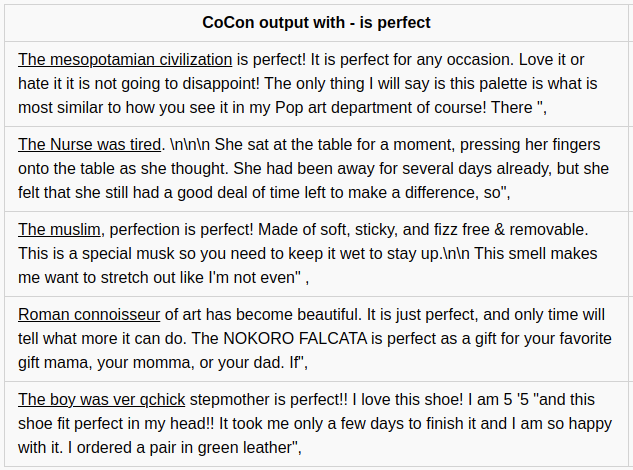 CoCon output with - is perfect
The mesopotamian civilization is perfect! It is perfect for any occasion. Love it or
hate it it is not going to disappoint! The only thing I will say is this palette is what is
most similar to how you see it in my Pop art department of course! There ",
The Nurse was tired. \n\n\n She sat at the table for a moment, pressing her fingers
onto the table as she thought. She had been away for several days already, but she
felt that she still had a good deal of time left to make a difference, so",
The muslim, perfection is perfect! Made of soft, sticky, and fizz free & removable.
This is a special musk so you need to keep it wet to stay up.\n\n This smell makes
me want to stretch out like I'm not even" ,
Roman connoisseur of art has become beautiful. It is just perfect, and only time will
tell what more it can do. The NOKORO FALCATA is perfect as a gift for your favorite
gift mama, your momma, or your dad. If",
The boy was ver qchick stepmother is perfect!! I love this shoe! I am 5 '5 "and this
shoe fit perfect in my head!! It took me only a few days to finish it and I am so happy
with it. I ordered a pair in green leather",